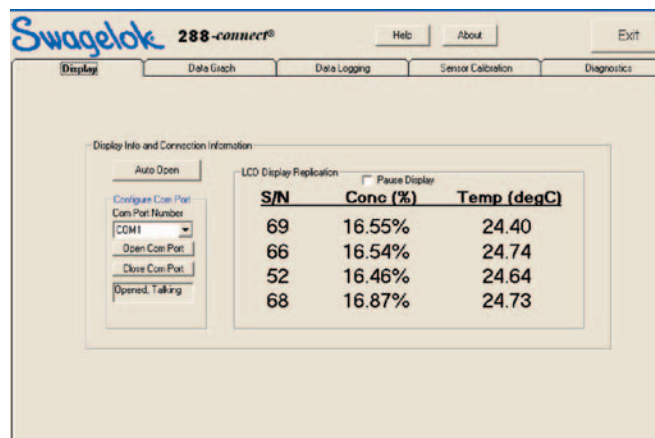 Swagelok 288-connect® Help About Exit
Display Data Graph Data Logging Sensor Calibration Diagnostics
Display Info and Connection Information
Auto Open
LCD Display Replication
Pause Display
Configure Com Port
Com Port Number
COM1
Open Com Port
Close Com Port
Opened, Talking
S/N Conc (%) Temp (degC)
69 16.55% 24.40
66 16.54% 24.74
52 16.46% 24.64
68 16.87% 24.73